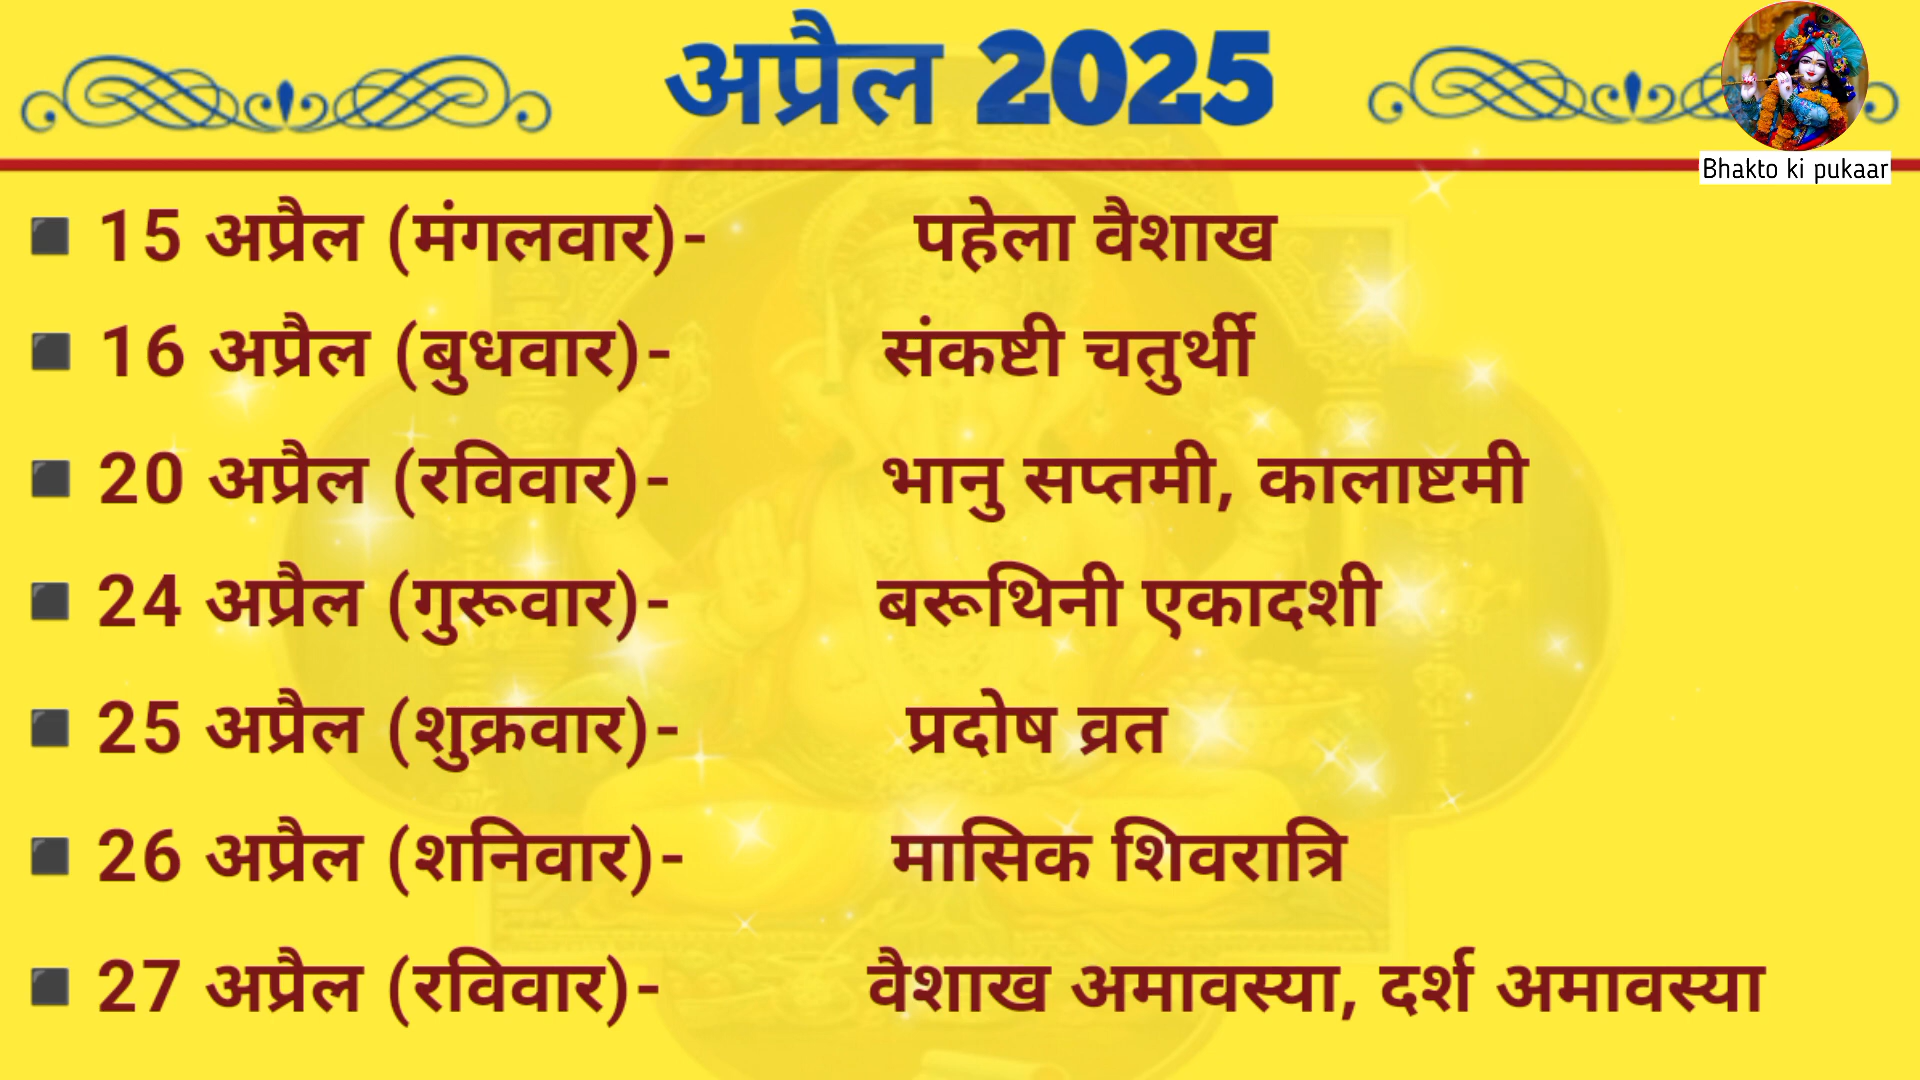 अप्रैल 2025
Bhakto ki pukaar
15 अप्रैल (मंगलवार)- पहेला वैशाख
16 अप्रैल (बुधवार)- संकष्टी चतुर्थी
20 अप्रैल (रविवार)- भानु सप्तमी, कालाष्टमी
24 अप्रैल (गुरूवार)- बरूथिनी एकादशी
25 अप्रैल (शुक्रवार)- प्रदोष व्रत
26 अप्रैल (शनिवार)- मासिक शिवरात्रि
27 अप्रैल (रविवार)- वैशाख अमावस्या, दर्श अमावस्या